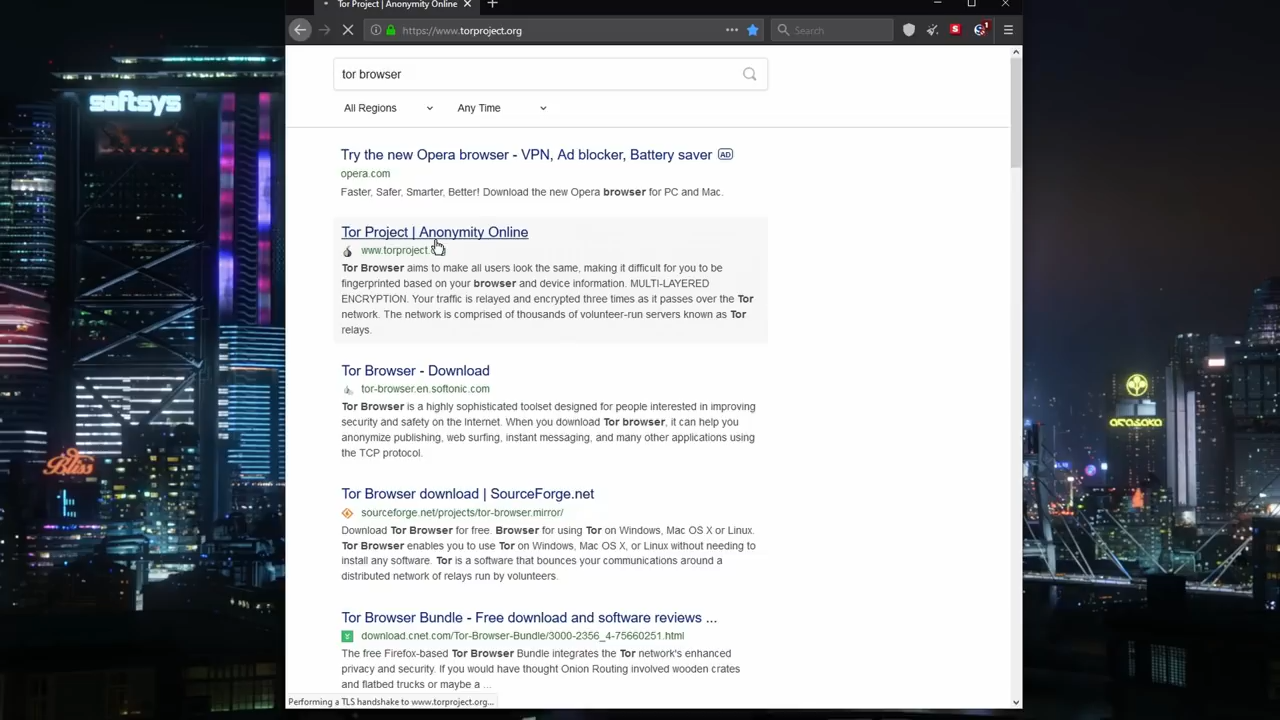 Tor Project | Anonymity Online
https://www.torproject.org
Search
S
1
tor browser
All Regions
Any Time
Try the new Opera browser - VPN, Ad blocker, Battery saver AD
opera.com
Faster, Safer, Smarter, Better! Download the new Opera browser for PC and Mac.
Tor Project | Anonymity Online
www.torproject.
Tor Browser aims to make all users look the same, making it difficult for you to be
fingerprinted based on your browser and device information. MULTI-LAYERED
ENCRYPTION. Your traffic is relayed and encrypted three times as it passes over the Tor
network. The network is comprised of thousands of volunteer-run servers known as Tor
relays.
Tor Browser - Download
tor-browser.en.softonic.com
Tor Browser is a highly sophisticated toolset designed for people interested in improving
security and safety on the Internet. When you download Tor browser, it can help you
anonymize publishing, web surfing, instant messaging, and many other applications using
the TCP protocol.
Tor Browser download | SourceForge.net
sourceforge.net/projects/tor-browser.mirror/
Download Tor Browser for free. Browser for using Tor on Windows, Mac OS X or Linux.
Tor Browser enables you to use Tor on Windows, Mac OS X, or Linux without needing to
install any software. Tor is a software that bounces your communications around a
distributed network of relays run by volunteers.
Tor Browser Bundle - Free download and software reviews ...
download.cnet.com/Tor-Browser-Bundle/3000-2356_4-75660251.html
The free Firefox-based Tor Browser Bundle integrates the Tor network's enhanced
privacy and security. If you would have thought Onion Routing involved wooden crates
and flatbed trucks or maybe a ...
Performing a TLS handshake to www.torproject.org...
softsys
Bliss
arasaka